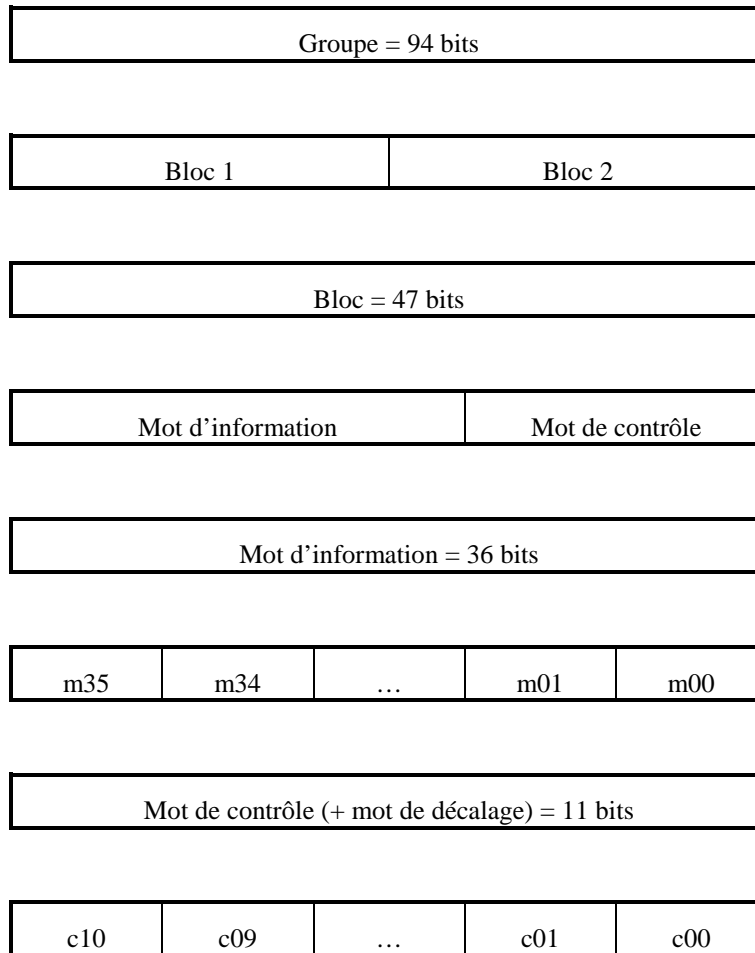 Groupe = 94 bits
Bloc 1 Bloc 2
Bloc = 47 bits
Mot d’information Mot de contrôle
Mot d’information = 36 bits
m35 m34 … m01 m00
Mot de contrôle (+ mot de décalage) = 11 bits
c10 c09 … c01 c00